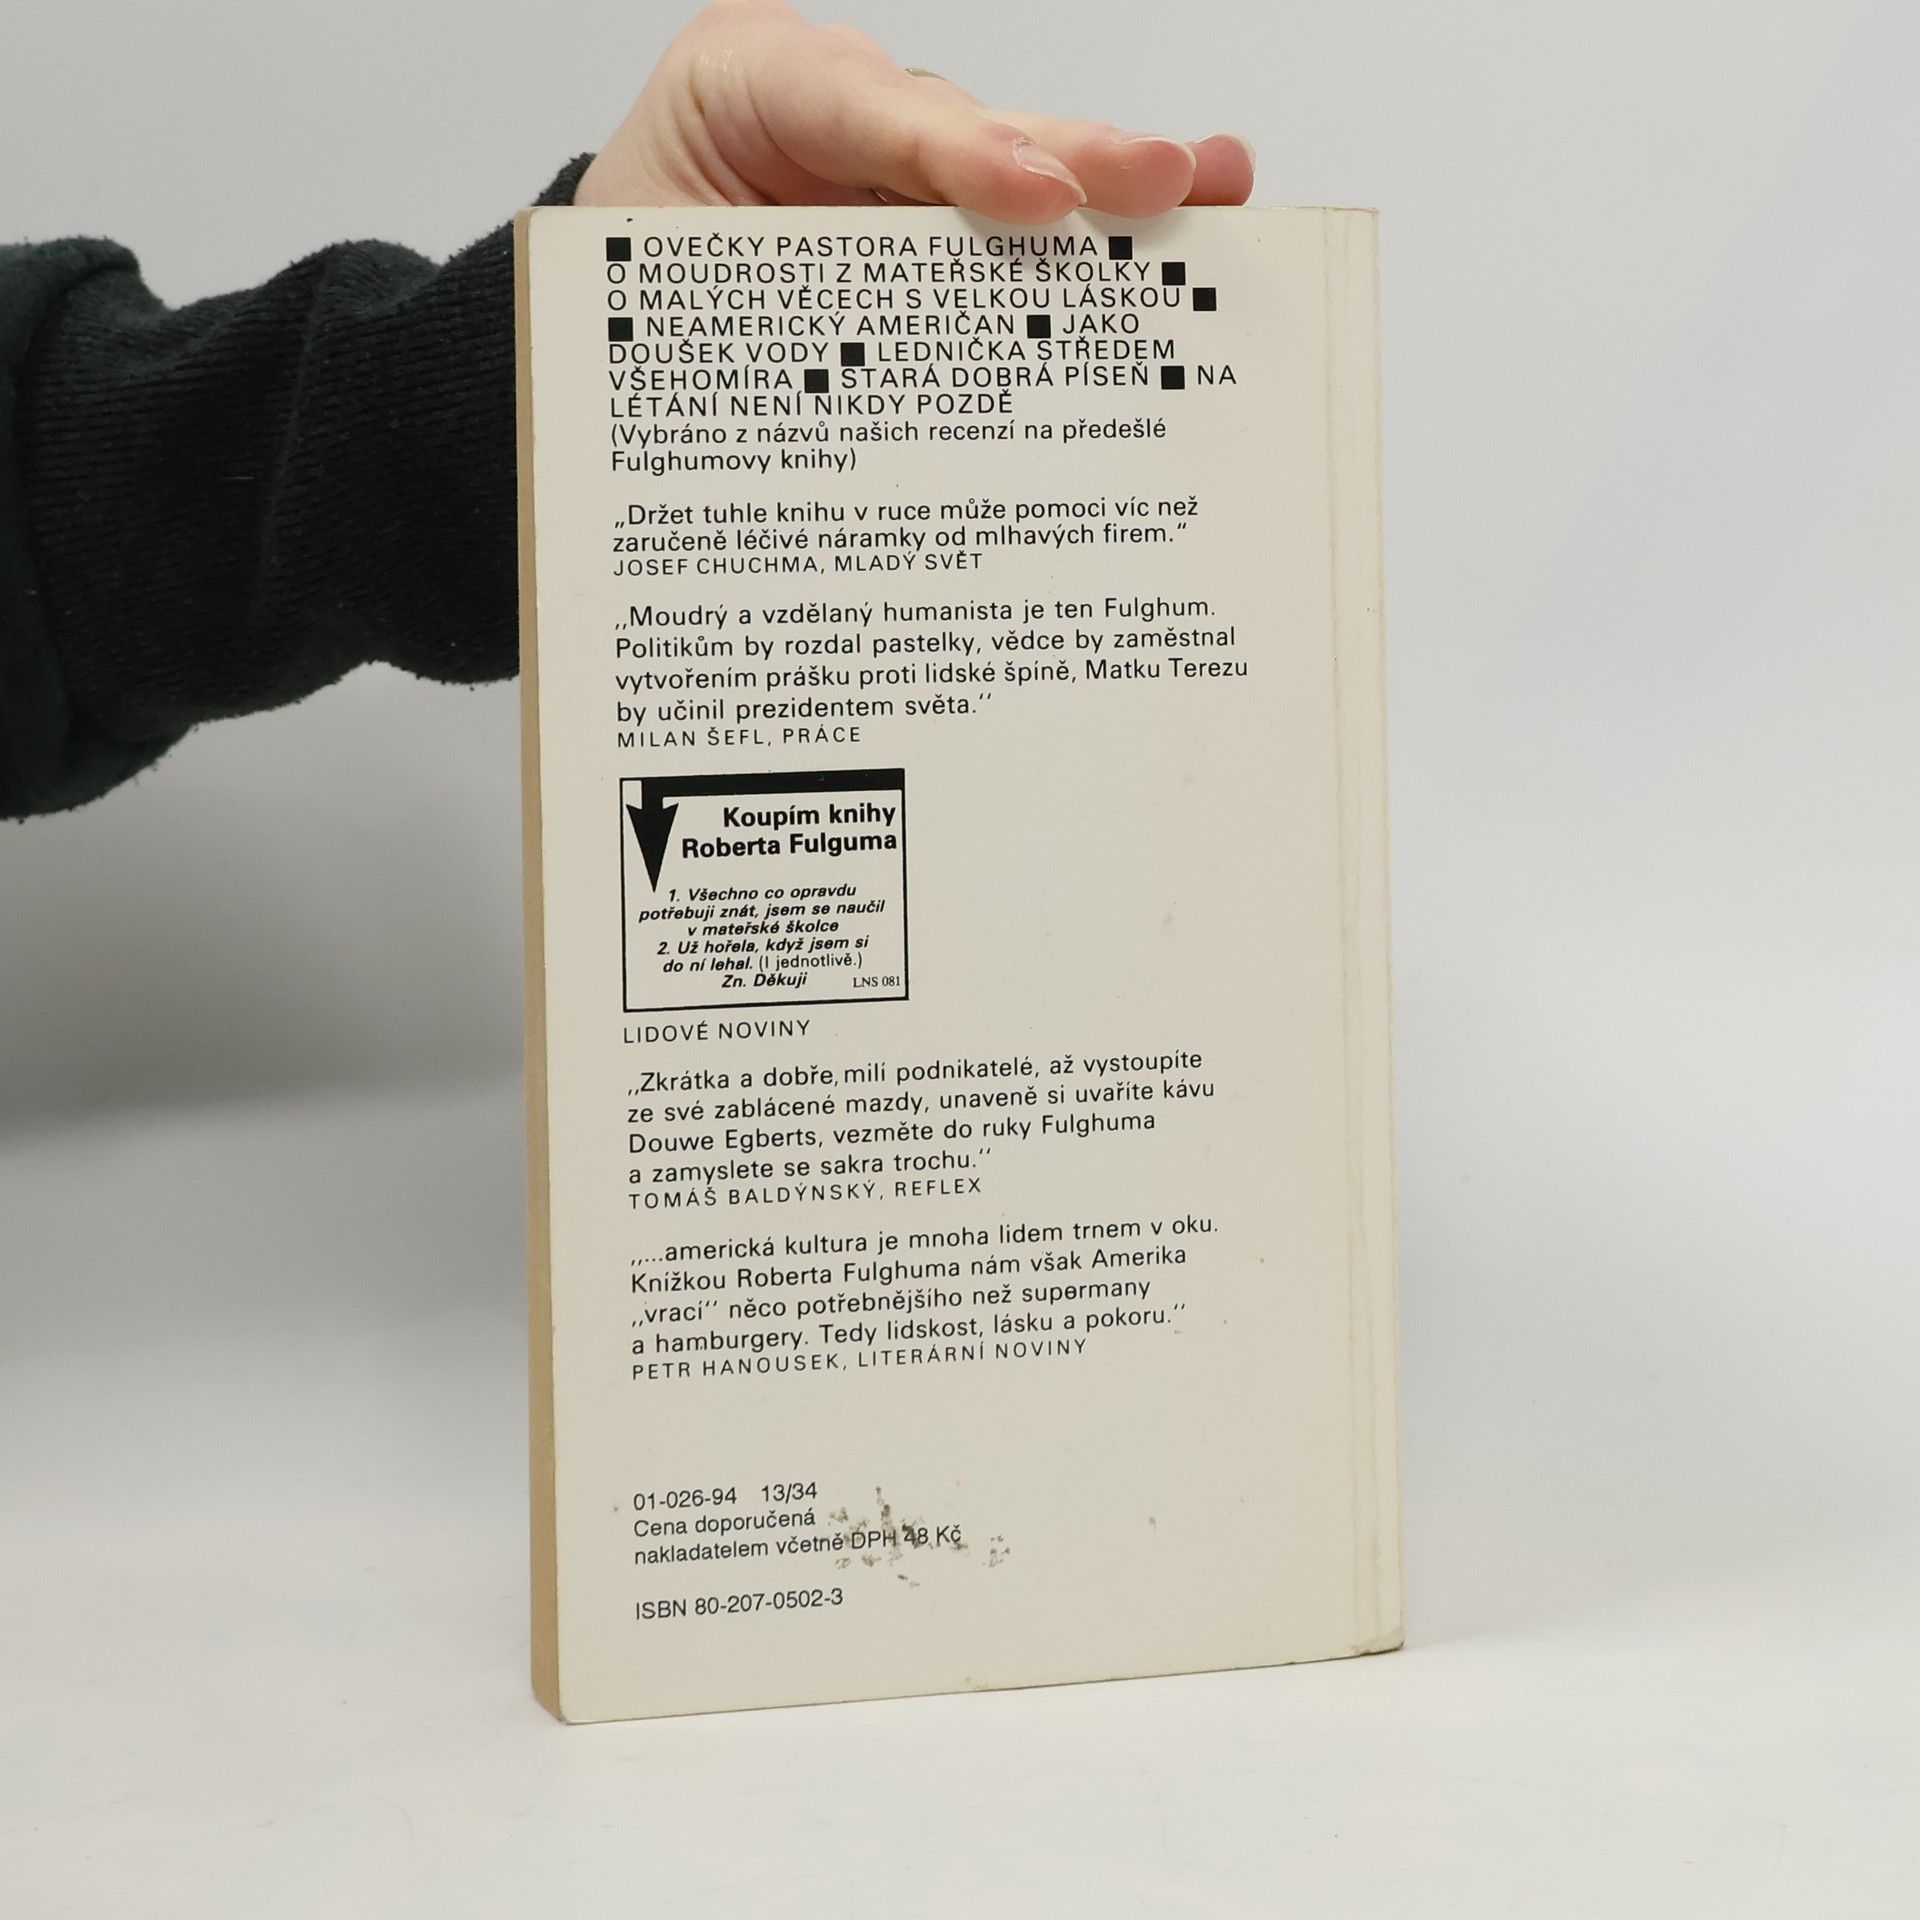 ■ OVEČKY PASTORA FULGHUMA ■
O MOUDROSTI Z MATEŘSKÉ ŠKOLKY ■
O MALÝCH VĚCECH S VELKOU LÁSKOU ■
■ NEAMERICKÝ AMERIČAN ■ JAKO
DOUŠEK VODY ■ LEDNIČKA STŘEDEM
VŠEHOMÍRA ■ STARÁ DOBRÁ PÍSEŇ ■ NA
LÉTÁNÍ NENÍ NIKDY POZDĚ
(Vybráno z názvů našich recenzí na předešlé
Fulghumovy knihy)
„Držet tuhle knihu v ruce může pomoci víc než
zaručeně léčivé náramky od mlhavých firem.“
JOSEF CHUCHMA, MLADÝ SVĚT
,,Moudrý a vzdělaný humanista je ten Fulghum.
Politikům by rozdal pastelky, vědce by zaměstnal
vytvořením prášku proti lidské špíně, Matku Terezu
by učinil prezidentem světa.''
MILAN ŠEFL, PRÁCE
Koupím knihy
Roberta Fulguma
1. Všechno co opravdu
potřebuji znát, jsem se naučil
v mateřské školce
2. Už hořela, když jsem si
do ní lehal. (I jednotlivě.)
Zn. Děkuji LNS 081
LIDOVÉ NOVINY
,,Zkrátka a dobře, milí podnikatelé, až vystoupíte
ze své zablácené mazdy, unaveně si uvaříte kávu
Douwe Egberts, vezměte do ruky Fulghuma
a zamyslete se sakra trochu.''
TOMÁŠ BALDÝNSKÝ, REFLEX
,,...americká kultura je mnoha lidem trnem v oku.
Knížkou Roberta Fulghuma nám však Amerika
,,vrací'' něco potřebnějšího než supermany
a hamburgery. Tedy lidskost, lásku a pokoru.''
PETR HANOUSEK, LITERÁRNÍ NOVINY
01-026-94 13/34
Cena doporučená
nakladatelem včetně DPH 48 Kč
ISBN 80-207-0502-3